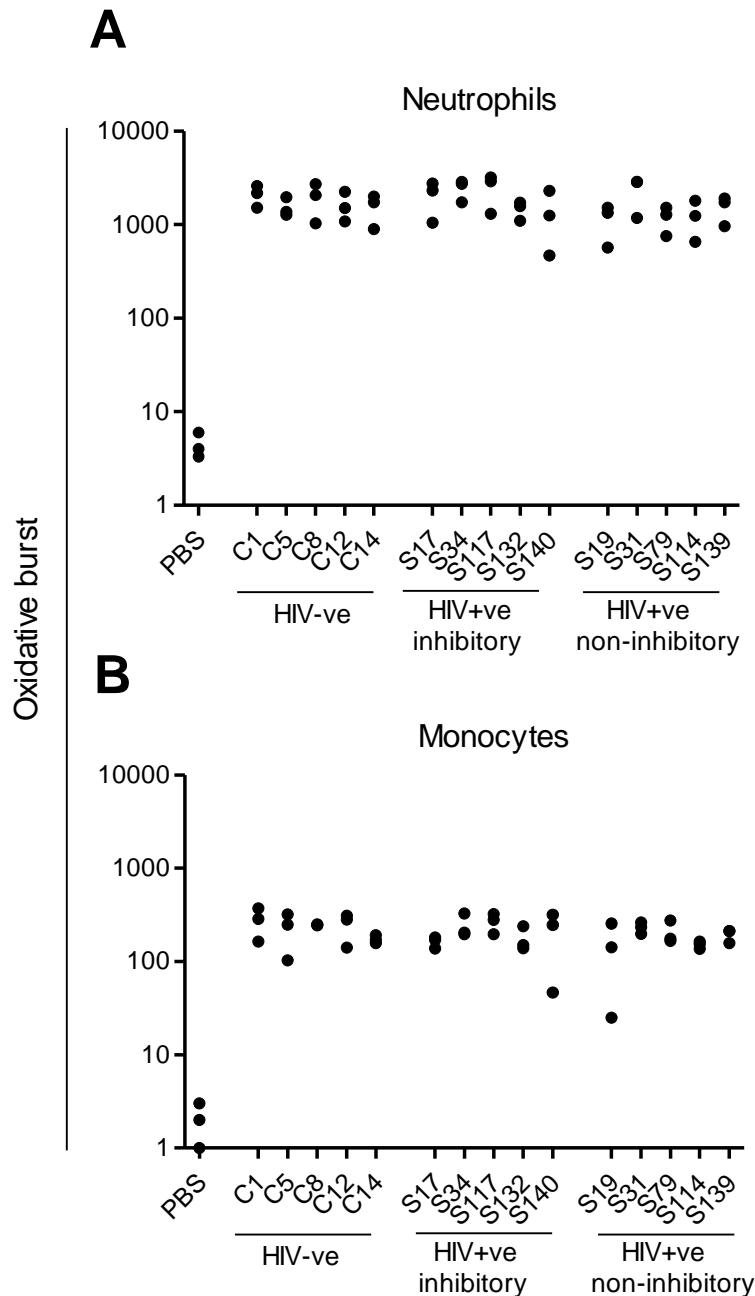 A
Neutrophils
10000
1000
100
10
1
PBS
C1
C5
C8
C12
C14
S17
S34
S117
S132
S140
S19
S31
S79
S114
S139
HIV-ve
HIV+ve
inhibitory
HIV+ve
non-inhibitory
Oxidative burst
B
Monocytes
10000
1000
100
10
1
PBS
C1
C5
C8
C12
C14
S17
S34
S117
S132
S140
S19
S31
S79
S114
S139
HIV-ve
HIV+ve
inhibitory
HIV+ve
non-inhibitory